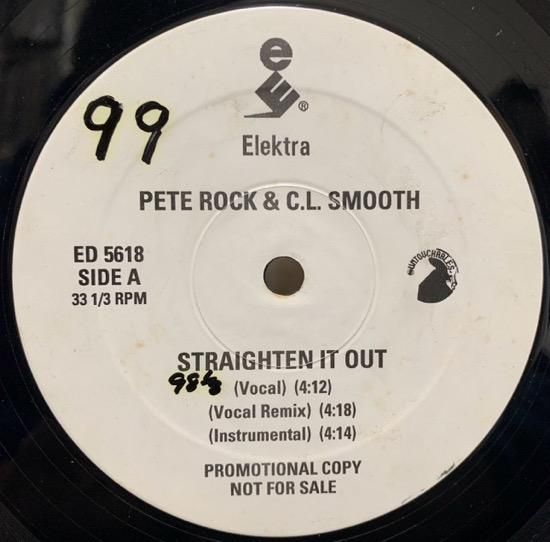 99
Elektra
PETE ROCK & C.L. SMOOTH
ED 5618
SIDE A
33 1/3 RPM
UNTOUCHABLES
STRAIGHTEN IT OUT
(Vocal) (4:12)
(Vocal Remix) (4:18)
(Instrumental) (4:14)
PROMOTIONAL COPY
NOT FOR SALE